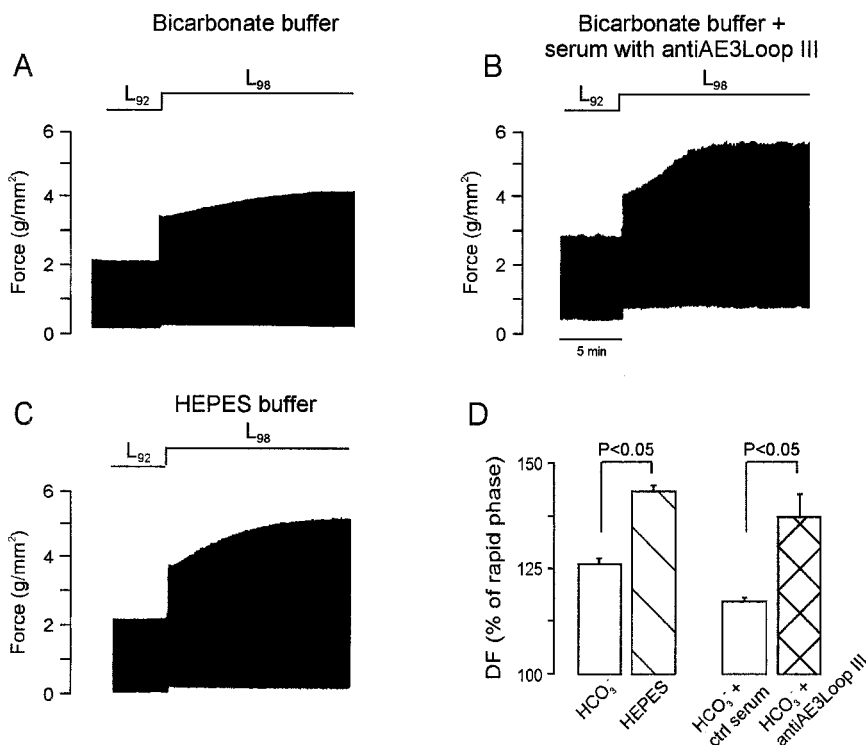 Bicarbonate buffer
A
L92
L98
Force (g/mm²)
6
4
2
0
Bicarbonate buffer +
serum with antiAE3Loop III
B
L92
L98
Force (g/mm²)
6
4
2
0
5 min
HEPES buffer
C
L92
L98
Force (g/mm²)
6
4
2
0
D
P<0.05
P<0.05
DF (% of rapid phase)
150
125
100
HCO₃⁻
HEPES
HCO₃⁻ +
ctrl serum
HCO₃⁻ +
antiAE3Loop III